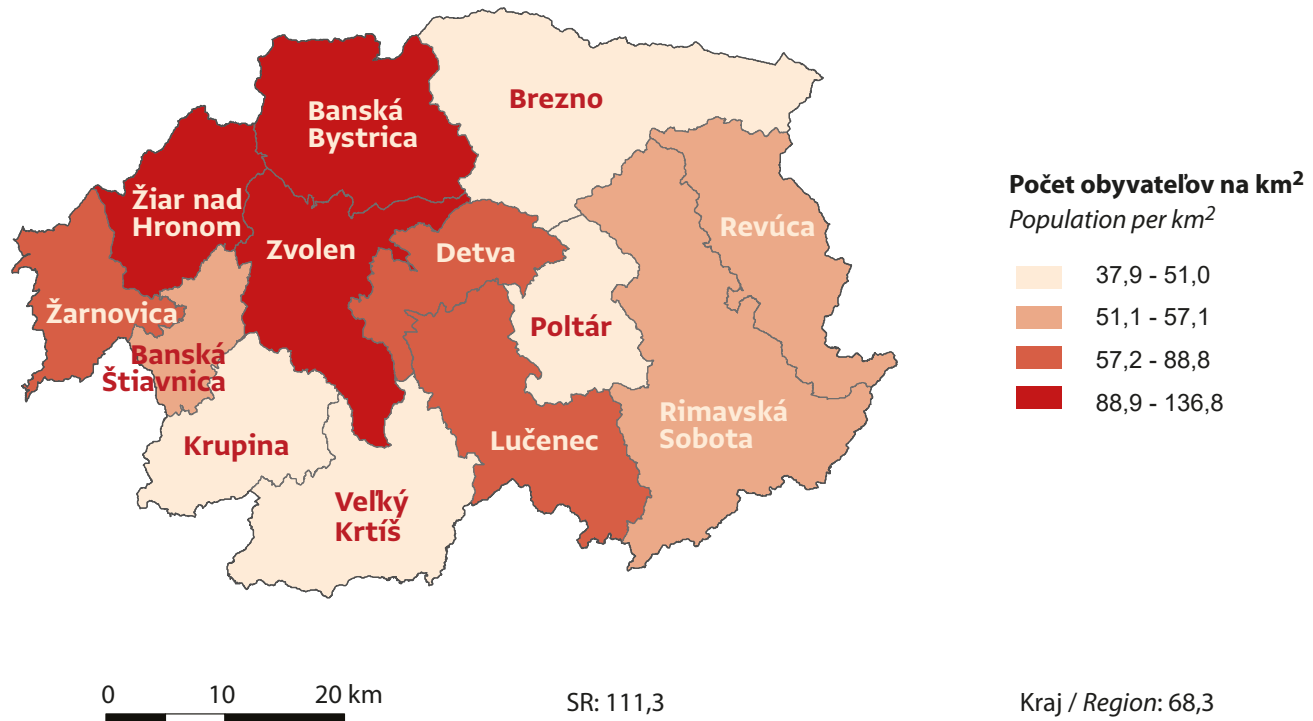 Brezno
Banská
Bystrica
Žiar nad
Hronom
Zvolen
Detva
Revúca
Žarnovica
Poltár
Banská
Štiavnica
Krupina
Lučenec
Rimavská
Sobota
Veľký
Krtíš
Počet obyvateľov na km²
Population per km²
37,9 - 51,0
51,1 - 57,1
57,2 - 88,8
88,9 - 136,8
0 10 20 km
SR: 111,3
Kraj / Region: 68,3